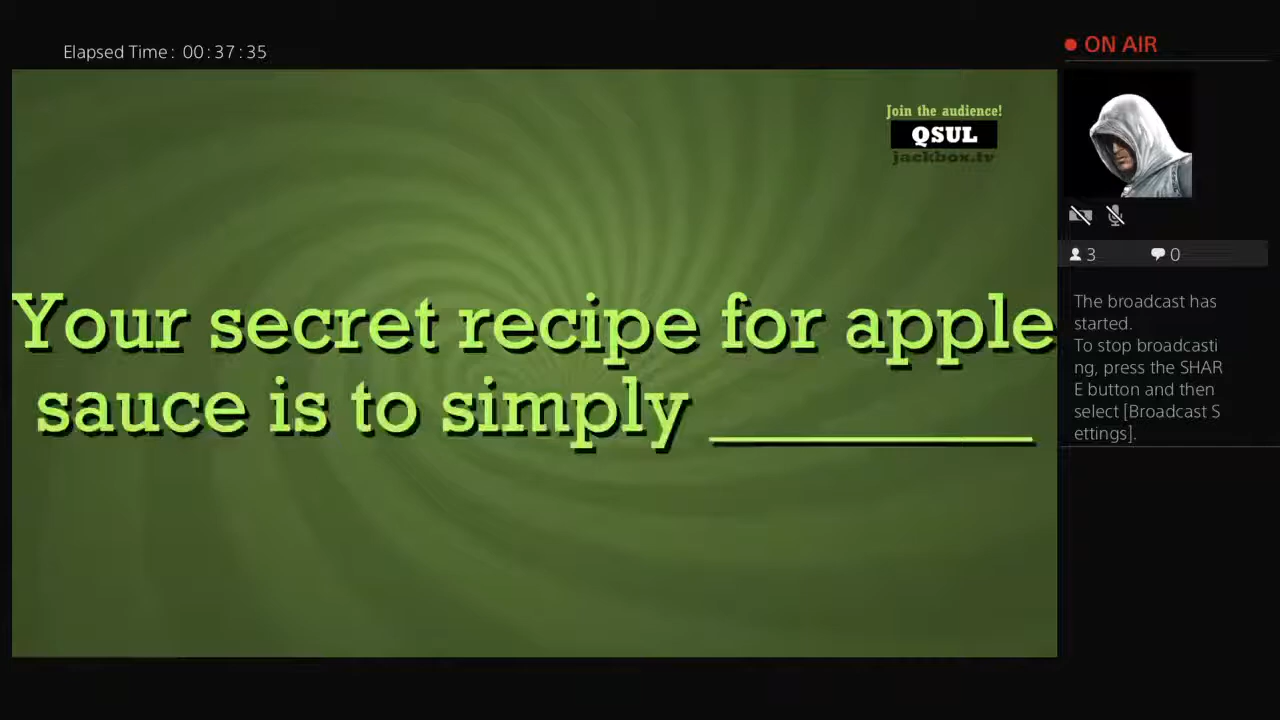 Elapsed Time: 00:37:35
ON AIR
Join the audience!
QSUL
jackbox.tv
3 0
Your secret recipe for apple
sauce is to simply __________
The broadcast has
started.
To stop broadcasti
ng, press the SHAR
E button and then
select [Broadcast S
ettings].